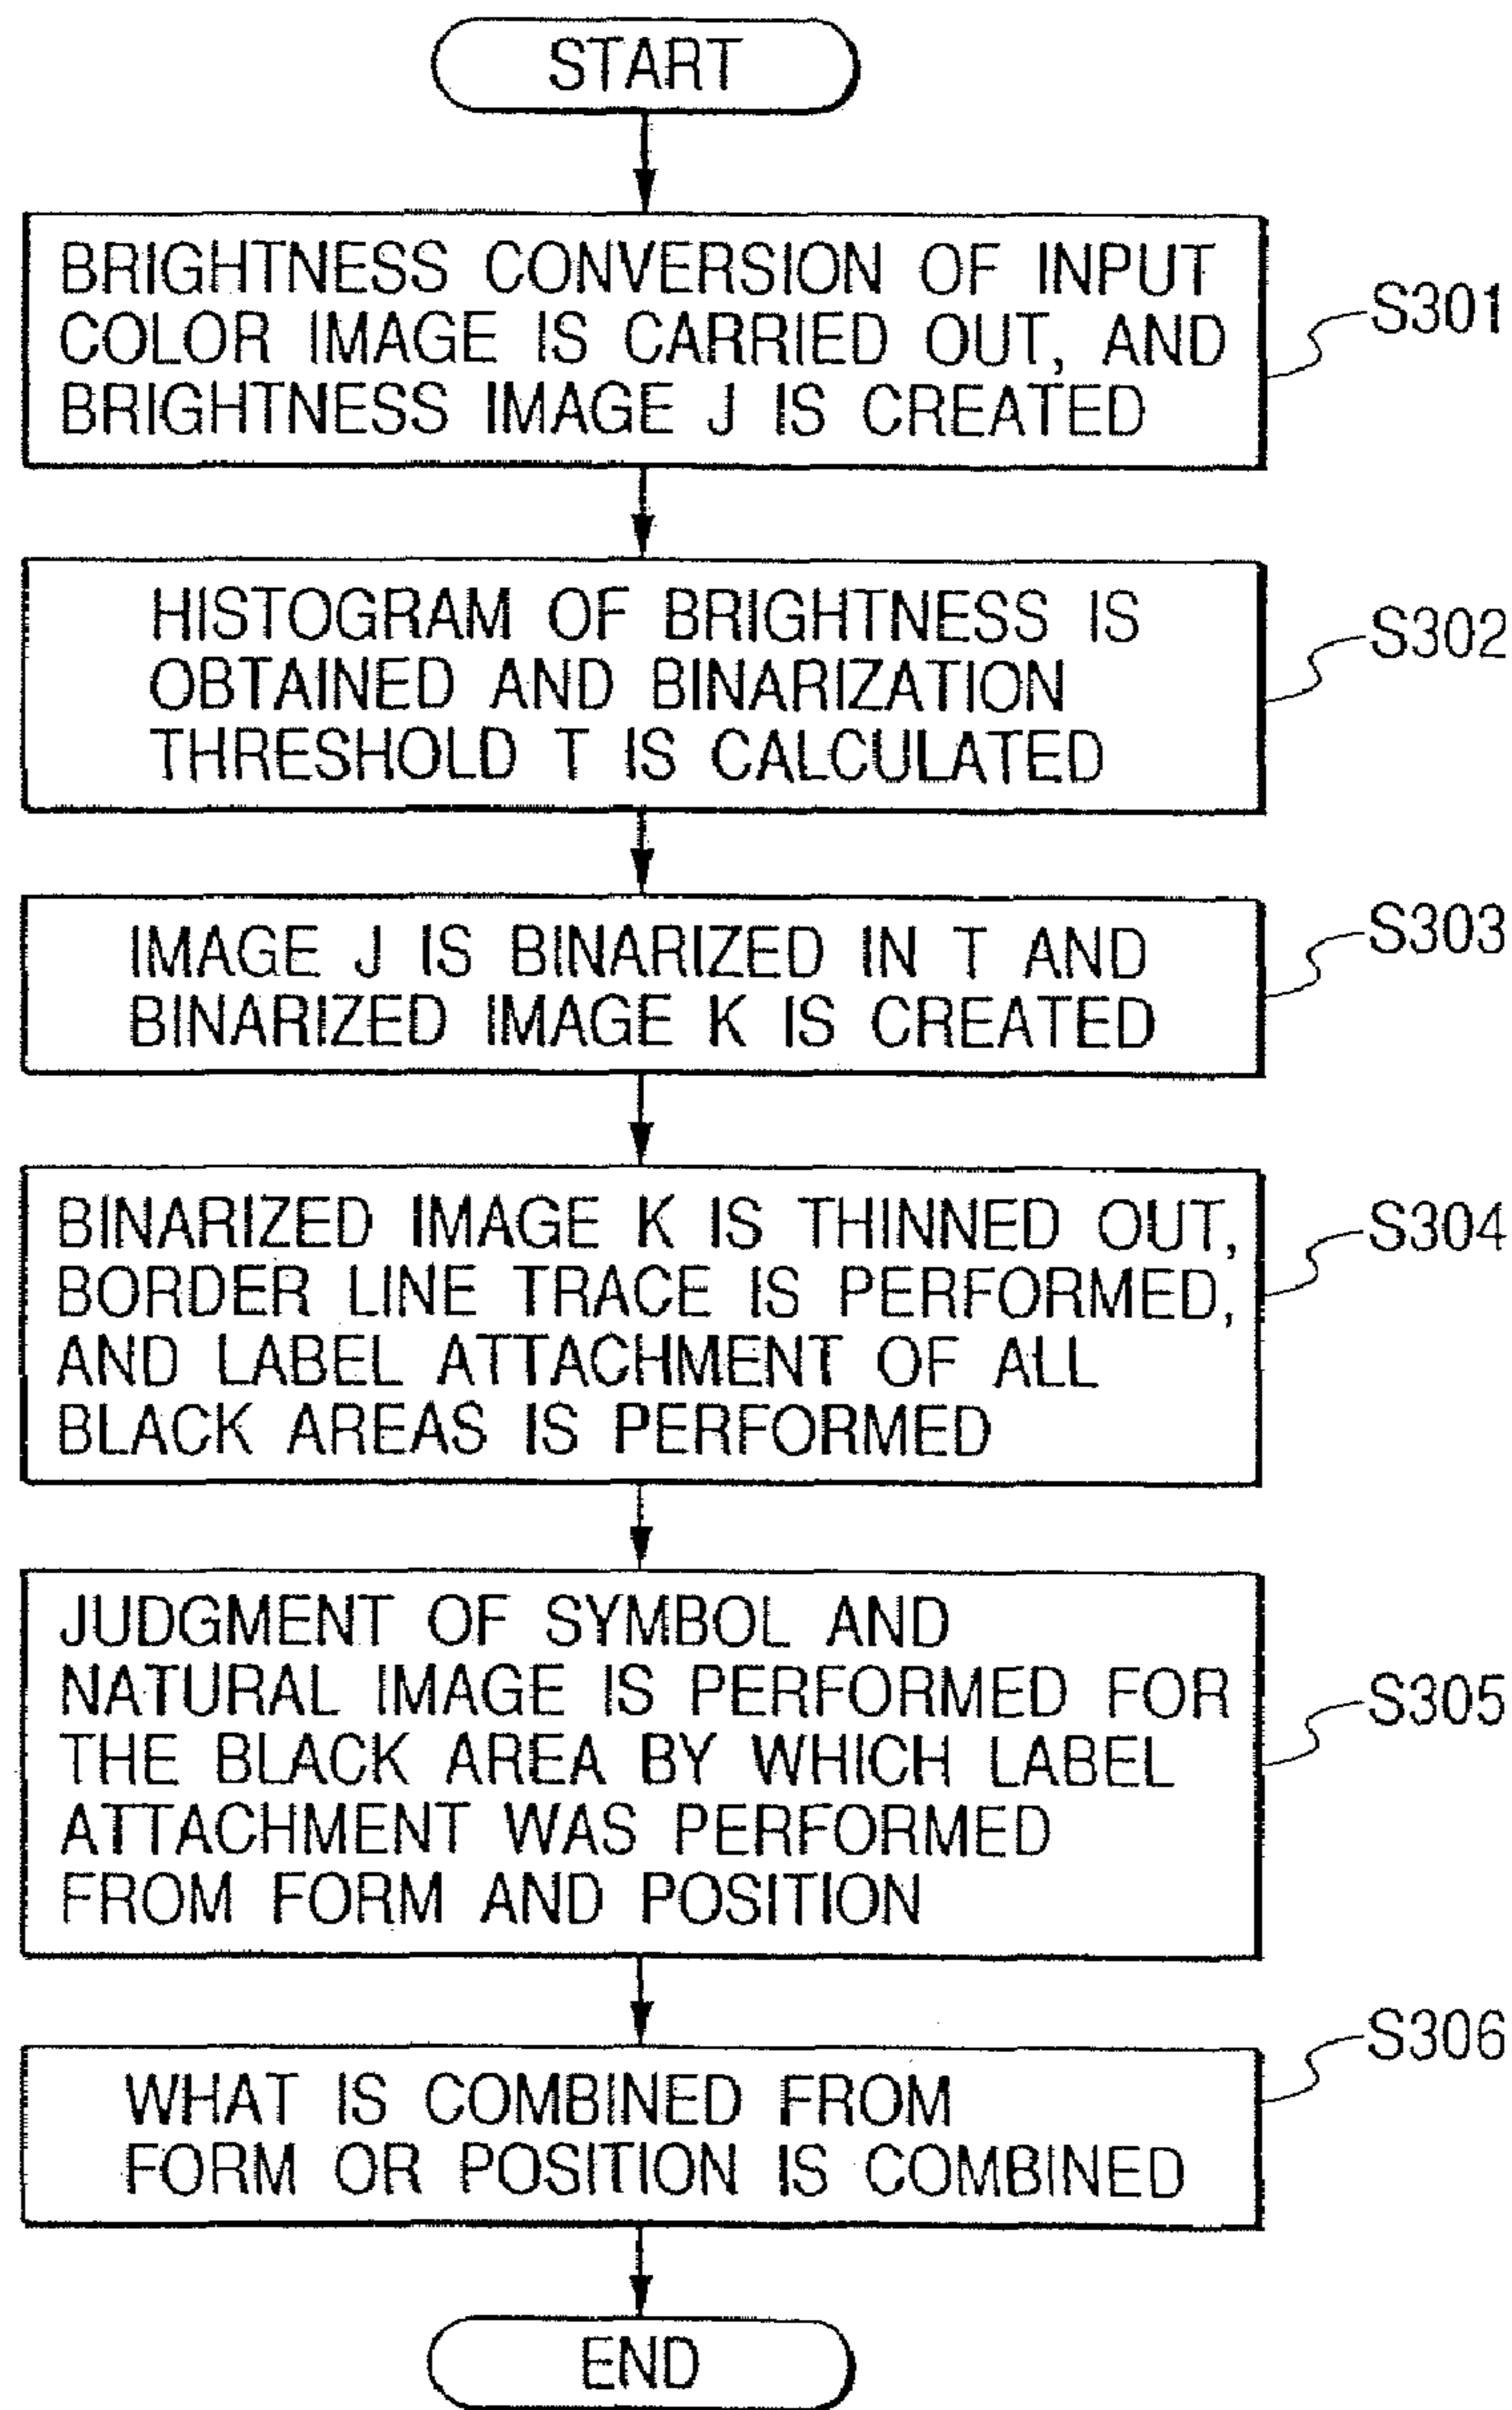 START
BRIGHTNESS CONVERSION OF INPUT
COLOR IMAGE IS CARRIED OUT, AND
BRIGHTNESS IMAGE J IS CREATED
S301
HISTOGRAM OF BRIGHTNESS IS
OBTAINED AND BINARIZATION
THRESHOLD T IS CALCULATED
S302
IMAGE J IS BINARIZED IN T AND
BINARIZED IMAGE K IS CREATED
S303
BINARIZED IMAGE K IS THINNED OUT,
BORDER LINE TRACE IS PERFORMED,
AND LABEL ATTACHMENT OF ALL
BLACK AREAS IS PERFORMED
S304
JUDGMENT OF SYMBOL AND
NATURAL IMAGE IS PERFORMED FOR
THE BLACK AREA BY WHICH LABEL
ATTACHMENT WAS PERFORMED
FROM FORM AND POSITION
S305
WHAT IS COMBINED FROM
FORM OR POSITION IS COMBINED
S306
END